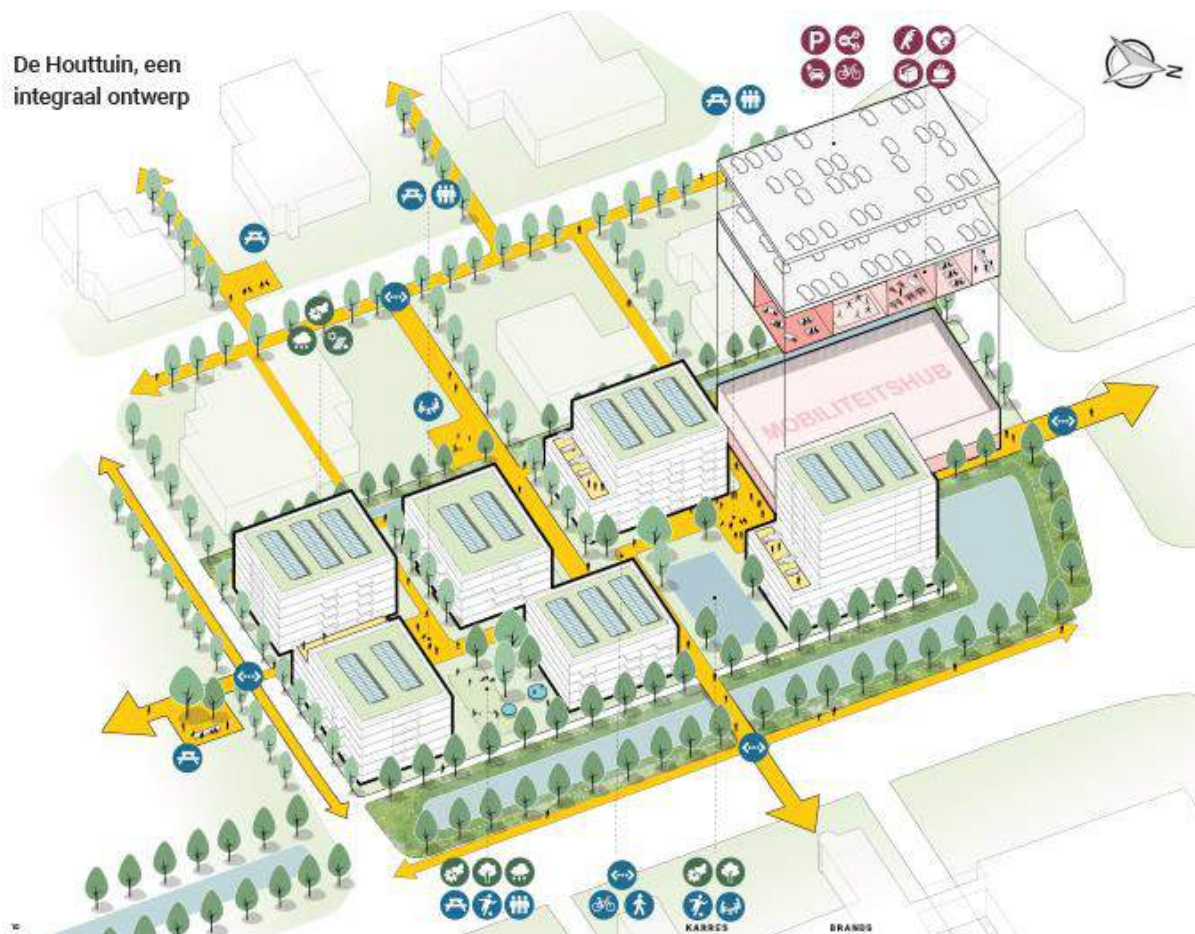 De Houttuin, een
integraal ontwerp
P
N
MOBILITEITSHUB
KARRES
BRANDS